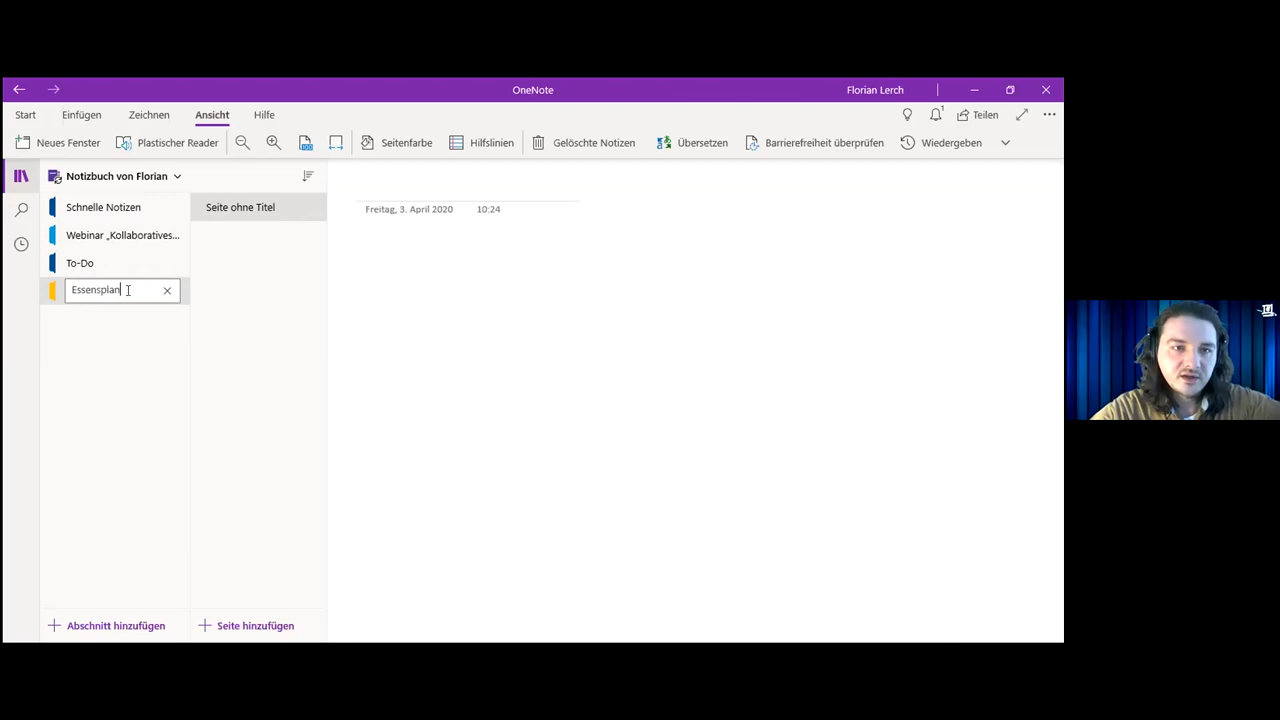 OneNote
Florian Lerch
Start Einfügen Zeichnen Ansicht Hilfe
1
Teilen
Neues Fenster Plastischer Reader 100 Seitenfarbe Hilfslinien Gelöschte Notizen Übersetzen Barrierefreiheit überprüfen Wiedergeben
Notizbuch von Florian
Schnelle Notizen
Webinar „Kollaboratives...
To-Do
Essensplan
Seite ohne Titel
Freitag, 3. April 2020 10:24
Abschnitt hinzufügen
Seite hinzufügen